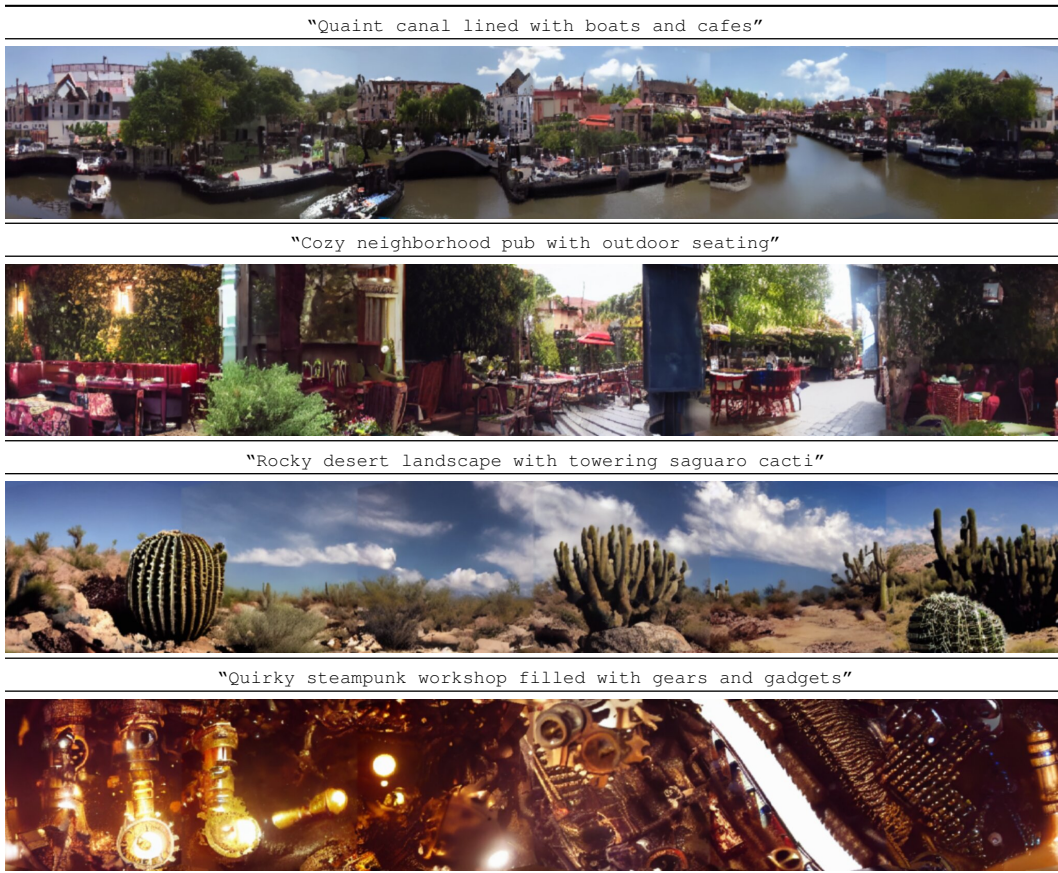 “Quaint canal lined with boats and cafes”
“Cozy neighborhood pub with outdoor seating”
“Rocky desert landscape with towering saguaro cacti”
“Quirky steampunk workshop filled with gears and gadgets”